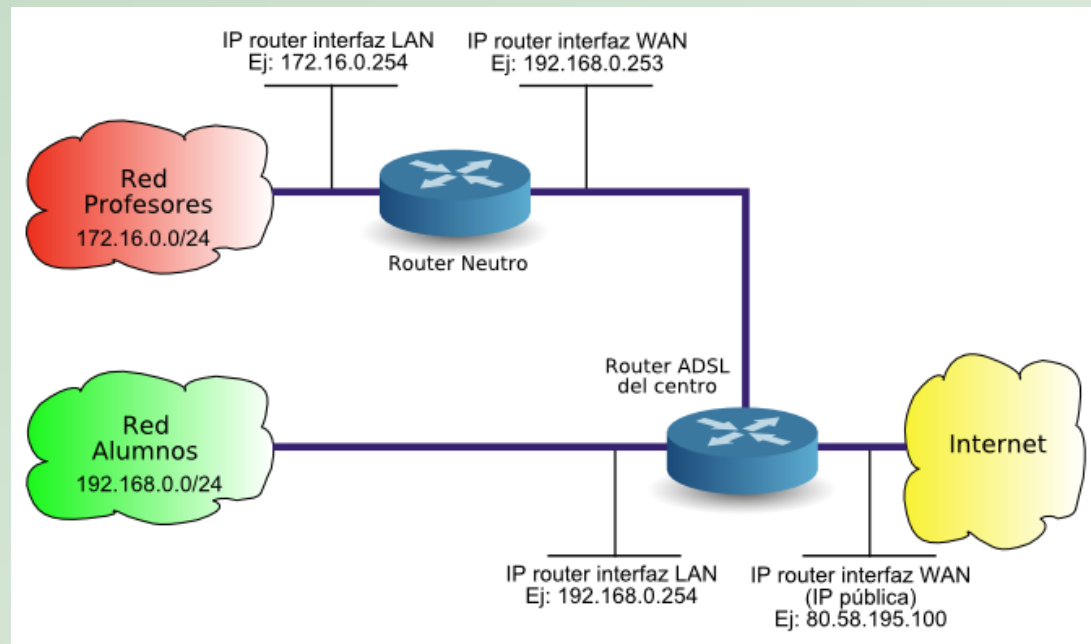 IP router interfaz LAN
Ej: 172.16.0.254
IP router interfaz WAN
Ej: 192.168.0.253
Red
Profesores
172.16.0.0/24
Router Neutro
Router ADSL
del centro
Red
Alumnos
192.168.0.0/24
Internet
IP router interfaz LAN
Ej: 192.168.0.254
IP router interfaz WAN
(IP pública)
Ej: 80.58.195.100